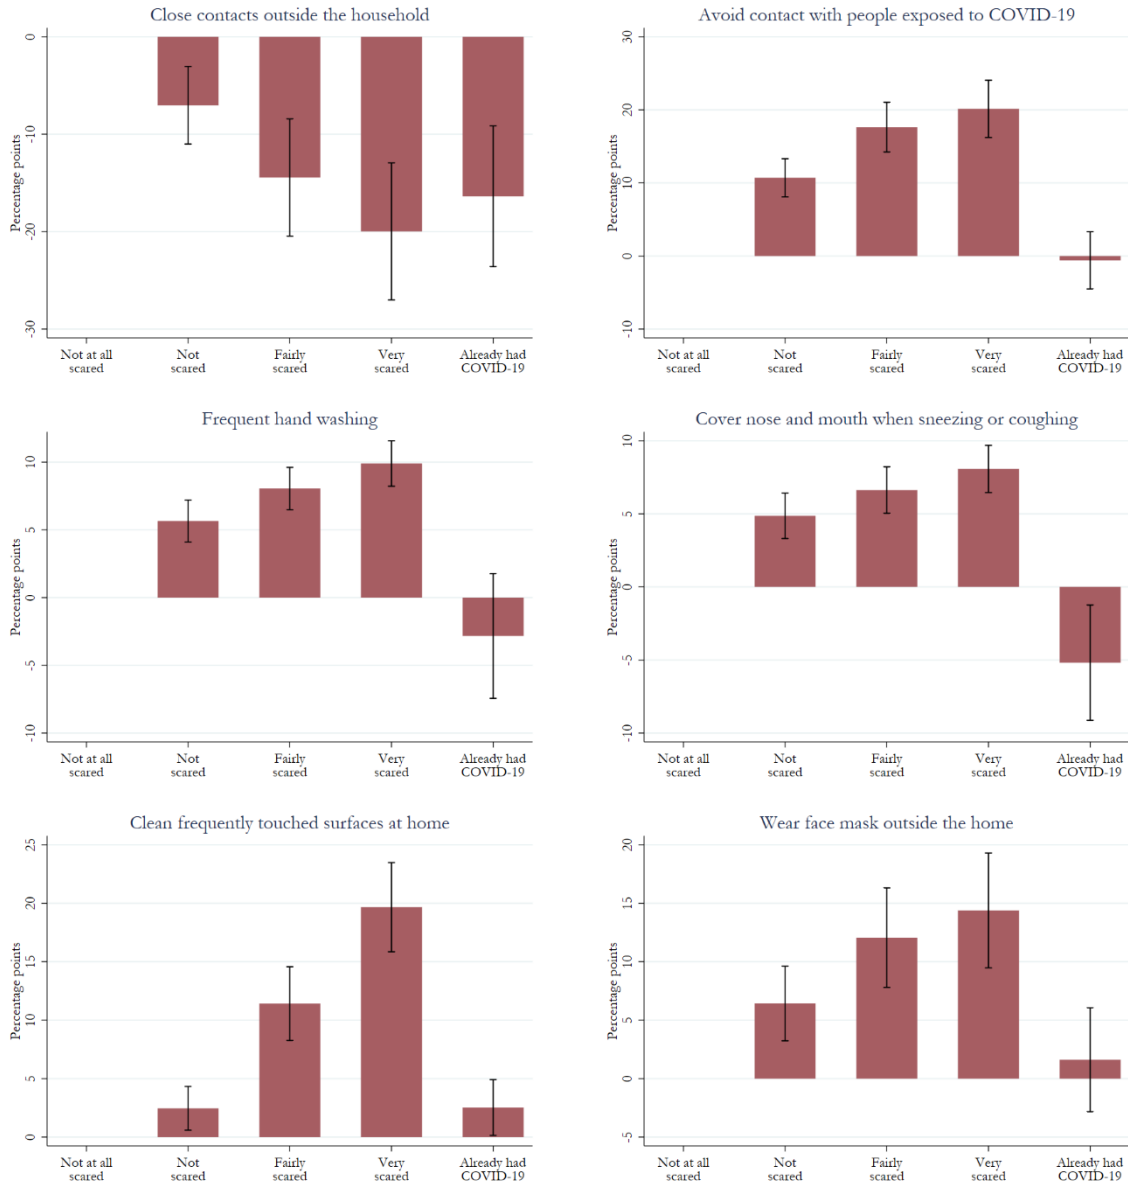 Close contacts outside the household
Percentage points
0
-10
-20
-30
Not at all
scared
Not
scared
Fairly
scared
Very
scared
Already had
COVID-19
Avoid contact with people exposed to COVID-19
Percentage points
30
20
10
0
-10
Not at all
scared
Not
scared
Fairly
scared
Very
scared
Already had
COVID-19
Frequent hand washing
Percentage points
10
5
0
-5
-10
Not at all
scared
Not
scared
Fairly
scared
Very
scared
Already had
COVID-19
Cover nose and mouth when sneezing or coughing
Percentage points
10
5
0
-5
-10
Not at all
scared
Not
scared
Fairly
scared
Very
scared
Already had
COVID-19
Clean frequently touched surfaces at home
Percentage points
25
20
15
10
5
0
Not at all
scared
Not
scared
Fairly
scared
Very
scared
Already had
COVID-19
Wear face mask outside the home
Percentage points
20
15
10
5
0
-5
Not at all
scared
Not
scared
Fairly
scared
Very
scared
Already had
COVID-19